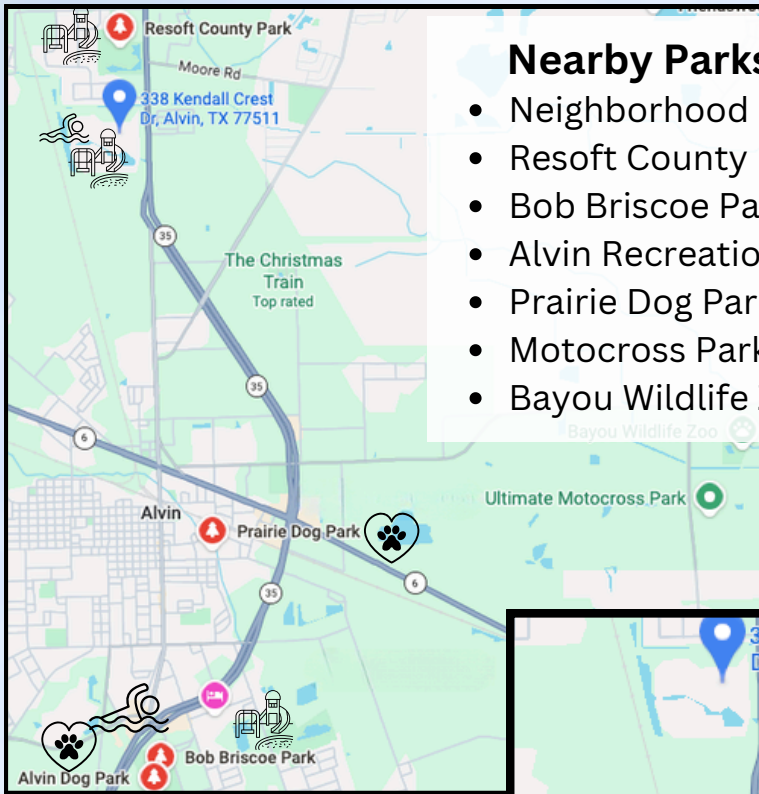 Resoft County Park
Moore Rd
338 Kendall Crest
Dr, Alvin, TX 77511
Nearby Parks
• Neighborhood
• Resoft County
• Bob Briscoe Pa
• Alvin Recreatio
• Prairie Dog Par
• Motocross Park
• Bayou Wildlife
35
The Christmas
Train
Top rated
35
6
Bayou Wildlife Zoo
Ultimate Motocross Park
Alvin
Prairie Dog Park
6
35
Bob Briscoe Park
Alvin Dog Park